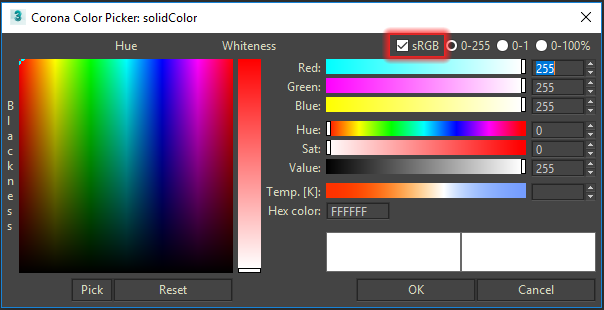 3 Corona Color Picker: solidColor
Hue Whiteness sRGB 0-255 0-1 0-100%
Blackness
Red: 255
Green: 255
Blue: 255
Hue: 0
Sat: 0
Value: 255
Temp. [K]:
Hex color: FFFFFF
Pick Reset OK Cancel